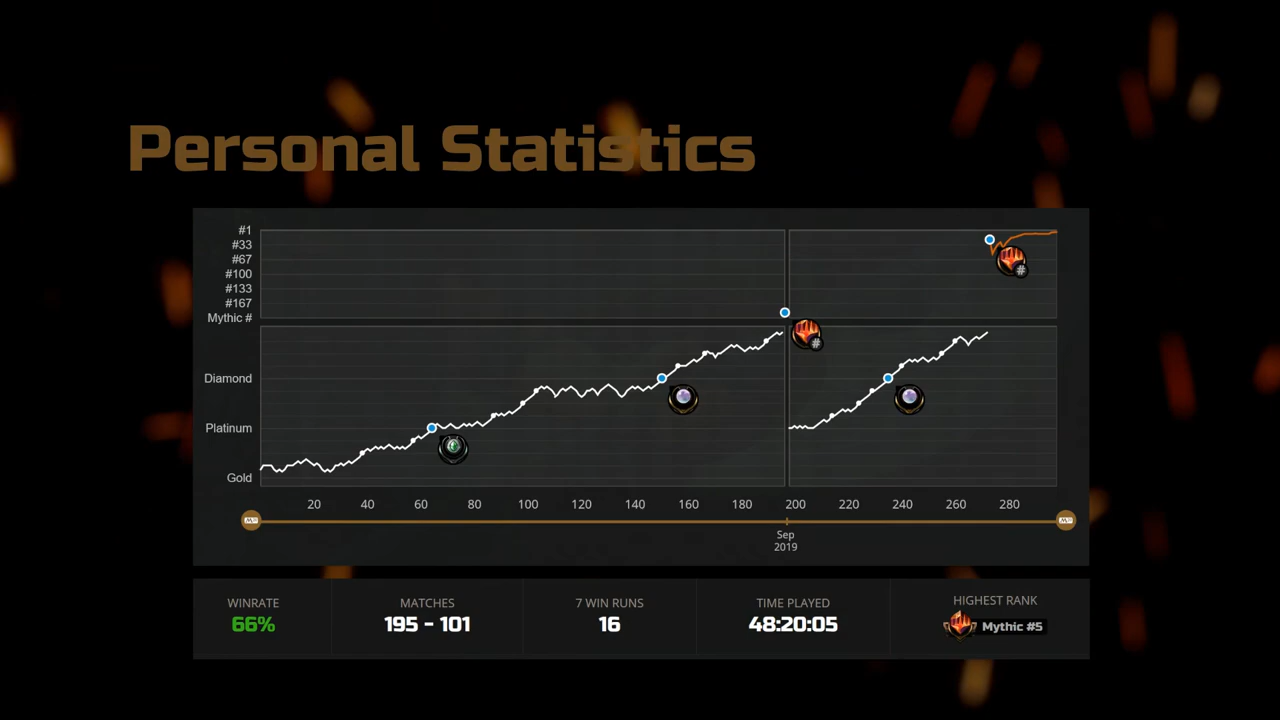 Personal Statistics
#1
#33
#67
#100
#133
#167
Mythic #
Diamond
Platinum
Gold
20 40 60 80 100 120 140 160 180 200 220 240 260 280
Sep
2019
WINRATE MATCHES 7 WIN RUNS TIME PLAYED HIGHEST RANK
66% 195 - 101 16 48:20:05 Mythic #5